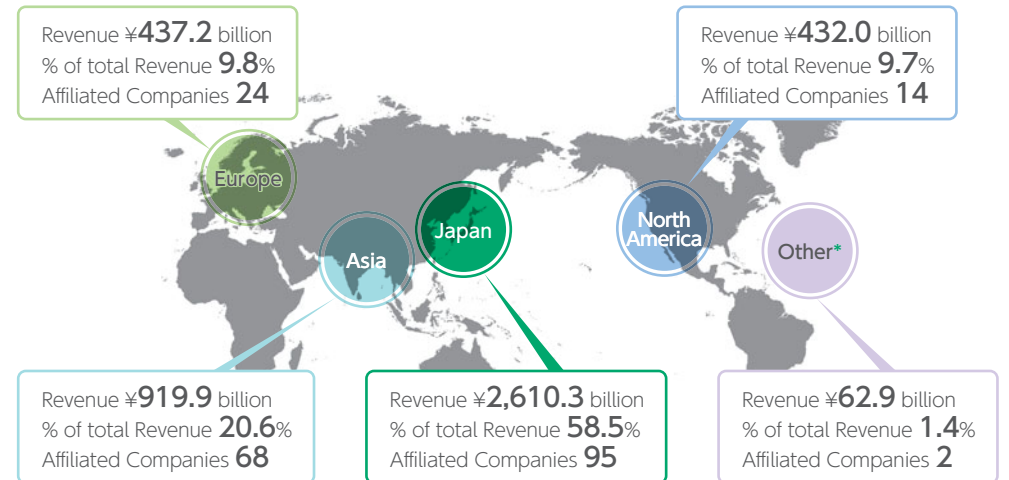 Revenue ¥437.2 billion
% of total Revenue 9.8%
Affiliated Companies 24
Revenue ¥432.0 billion
% of total Revenue 9.7%
Affiliated Companies 14
Europe
Asia
Japan
North
America
Other*
Revenue ¥919.9 billion
% of total Revenue 20.6%
Affiliated Companies 68
Revenue ¥2,610.3 billion
% of total Revenue 58.5%
Affiliated Companies 95
Revenue ¥62.9 billion
% of total Revenue 1.4%
Affiliated Companies 2